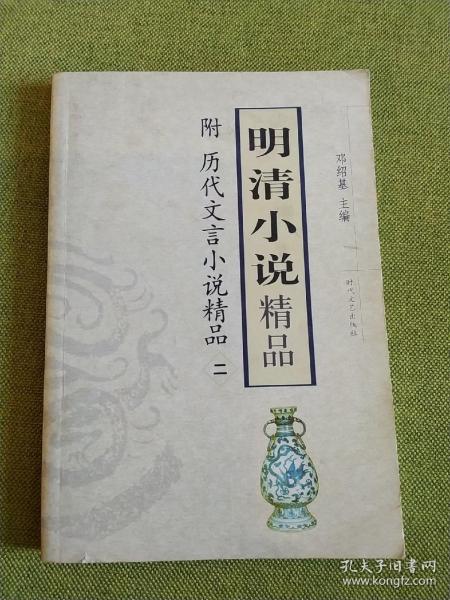 邓绍基 主编
时代文艺出版社
明清小说精品
附 历代文言小说精品 二
孔夫子旧书网
www.kongfz.com